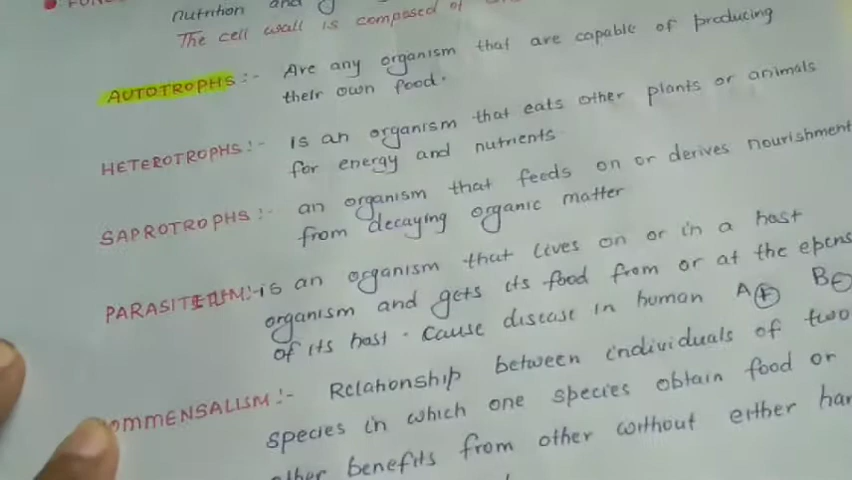 nutrition and
The cell wall is composed of
AUTOTROPHS :- Are any organism that are capable of producing
their own food.
HETEROTROPHS :- is an organism that eats other plants or animals
for energy and nutrients.
SAPROTROPHS :- an organism that feeds on or derives nourishment
from decaying organic matter
is an organism that lives on or in a host
organism and gets its food from or at the epens
of its host. cause disease in human A+ B-
OMMENSALISM :- Relationship between individuals of two
species in which one species obtain food or
other benefits from other without either har